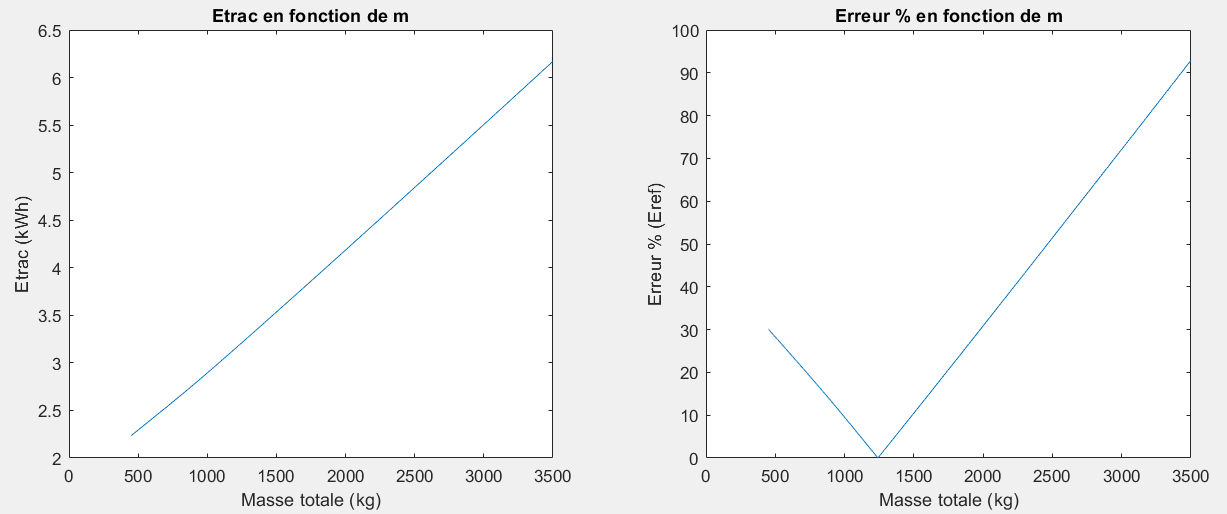 Etrac en fonction de m
6.5
6
5.5
5
4.5
4
3.5
3
2.5
2
Etrac (kWh)
0 500 1000 1500 2000 2500 3000 3500
Masse totale (kg)
Erreur % en fonction de m
100
90
80
70
60
50
40
30
20
10
0
Erreur % (Eref)
0 500 1000 1500 2000 2500 3000 3500
Masse totale (kg)